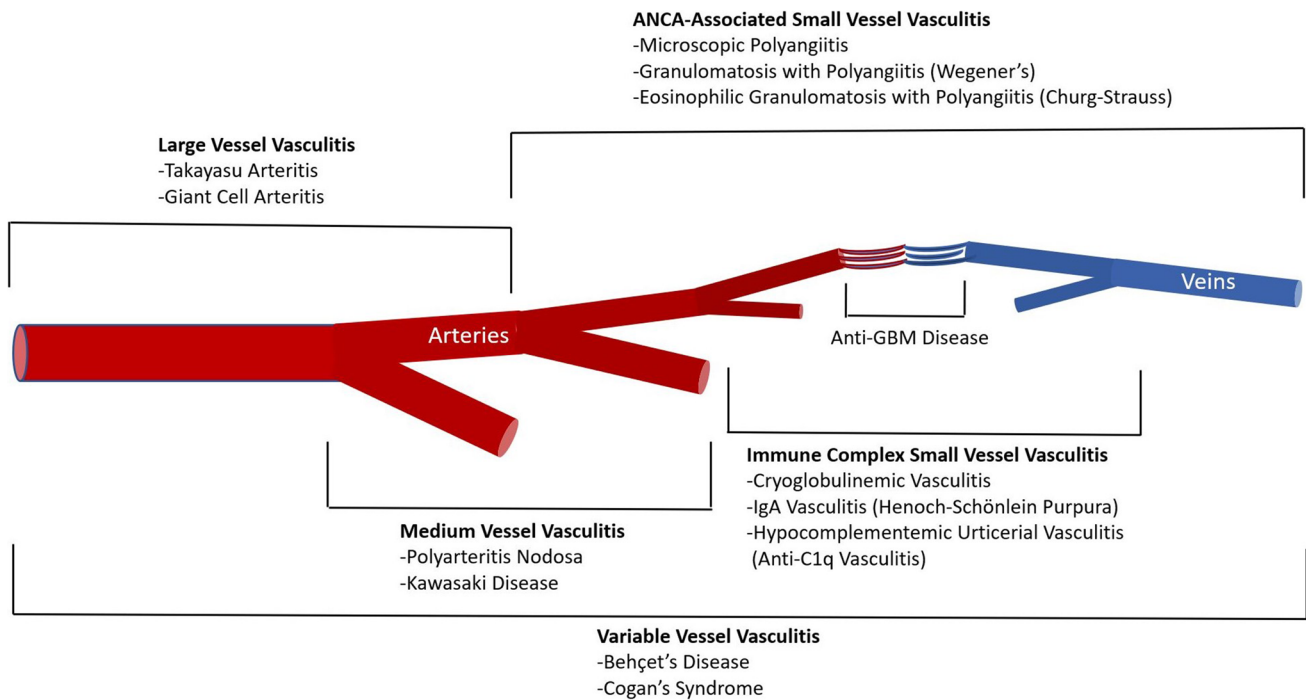 ANCA-Associated Small Vessel Vasculitis
-Microscopic Polyangiitis
-Granulomatosis with Polyangiitis (Wegener's)
-Eosinophilic Granulomatosis with Polyangiitis (Churg-Strauss)
Large Vessel Vasculitis
-Takayasu Arteritis
-Giant Cell Arteritis
Arteries
Veins
Anti-GBM Disease
Immune Complex Small Vessel Vasculitis
-Cryoglobulinemic Vasculitis
-IgA Vasculitis (Henoch-Schönlein Purpura)
-Hypocomplementemic Urticerial Vasculitis
(Anti-C1q Vasculitis)
Medium Vessel Vasculitis
-Polyarteritis Nodosa
-Kawasaki Disease
Variable Vessel Vasculitis
-Behçet's Disease
-Cogan's Syndrome